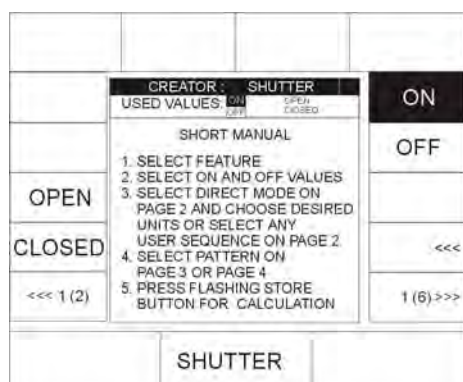 CREATOR : SHUTTER
USED VALUES: ON OPEN
OFF CLOSED
ON
OFF
SHORT MANUAL
1. SELECT FEATURE
2. SELECT ON AND OFF VALUES
3. SELECT DIRECT MODE ON
PAGE 2 AND CHOOSE DESIRED
UNITS OR SELECT ANY
USER SEQUENCE ON PAGE 2
4. SELECT PATTERN ON
PAGE 3 OR PAGE 4
5. PRESS FLASHING STORE
BUTTON FOR CALCULATION
OPEN
CLOSED
<<<
<<< 1 (2)
1 (6) >>>
SHUTTER